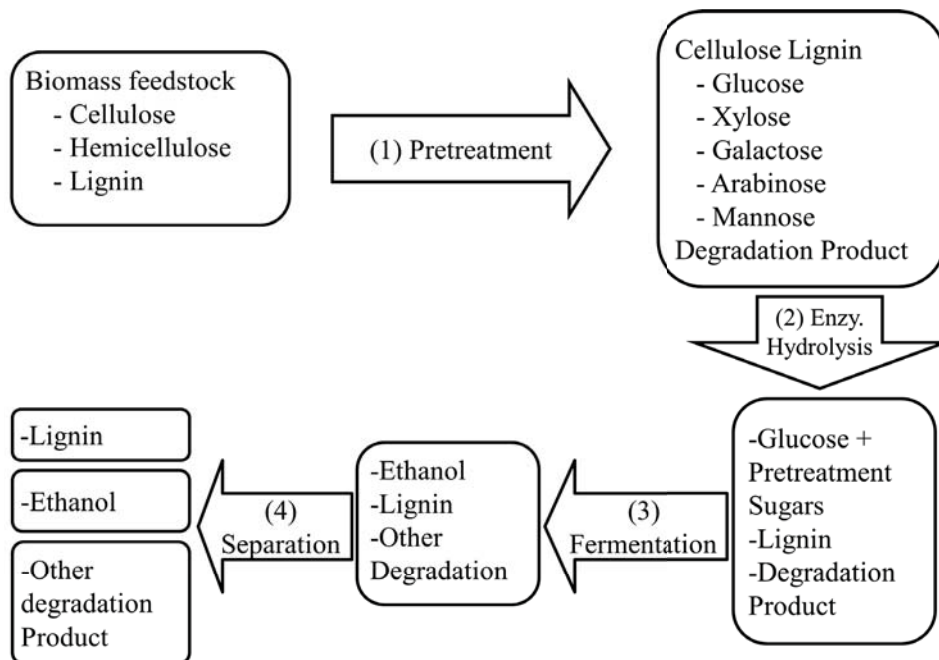 Biomass feedstock
- Cellulose
- Hemicellulose
- Lignin
(1) Pretreatment
Cellulose Lignin
- Glucose
- Xylose
- Galactose
- Arabinose
- Mannose
Degradation Product
(2) Enzy.
Hydrolysis
-Glucose +
Pretreatment
Sugars
-Lignin
-Degradation
Product
(3)
Fermentation
-Ethanol
-Lignin
-Other
Degradation
(4)
Separation
-Lignin
-Ethanol
-Other
degradation
Product